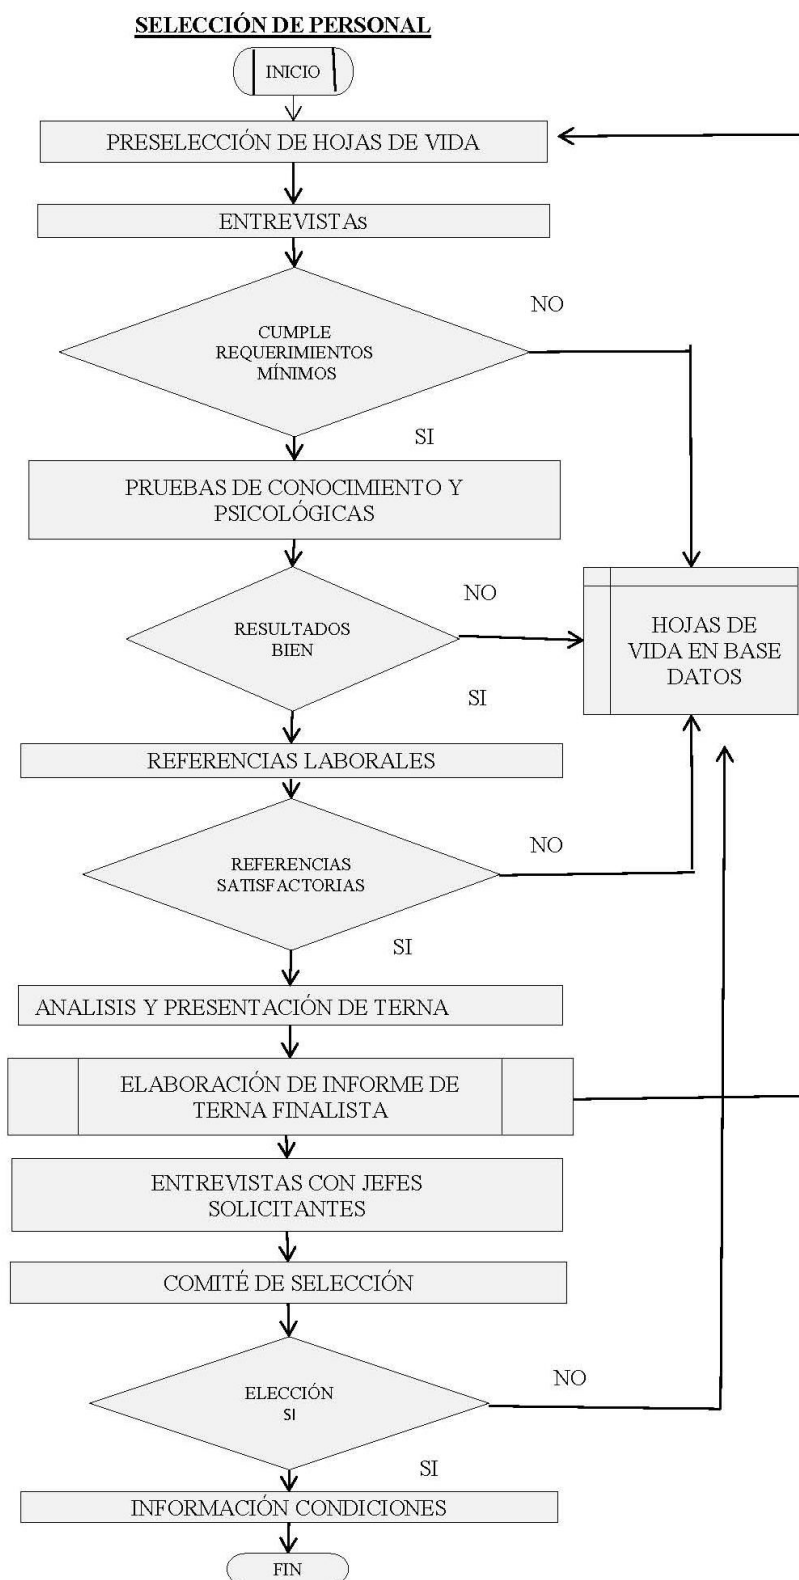 SELECCIÓN DE PERSONAL
INICIO
PRESELECCIÓN DE HOJAS DE VIDA
ENTREVISTAs
NO
CUMPLE
REQUERIMIENTOS
MÍNIMOS
SI
PRUEBAS DE CONOCIMIENTO Y
PSICOLÓGICAS
NO
RESULTADOS
BIEN
HOJAS DE
VIDA EN BASE
DATOS
SI
REFERENCIAS LABORALES
NO
REFERENCIAS
SATISFACTORIAS
SI
ANALISIS Y PRESENTACIÓN DE TERNA
ELABORACIÓN DE INFORME DE
TERNA FINALISTA
ENTREVISTAS CON JEFES
SOLICITANTES
COMITÉ DE SELECCIÓN
NO
ELECCIÓN
SI
SI
INFORMACIÓN CONDICIONES
FIN